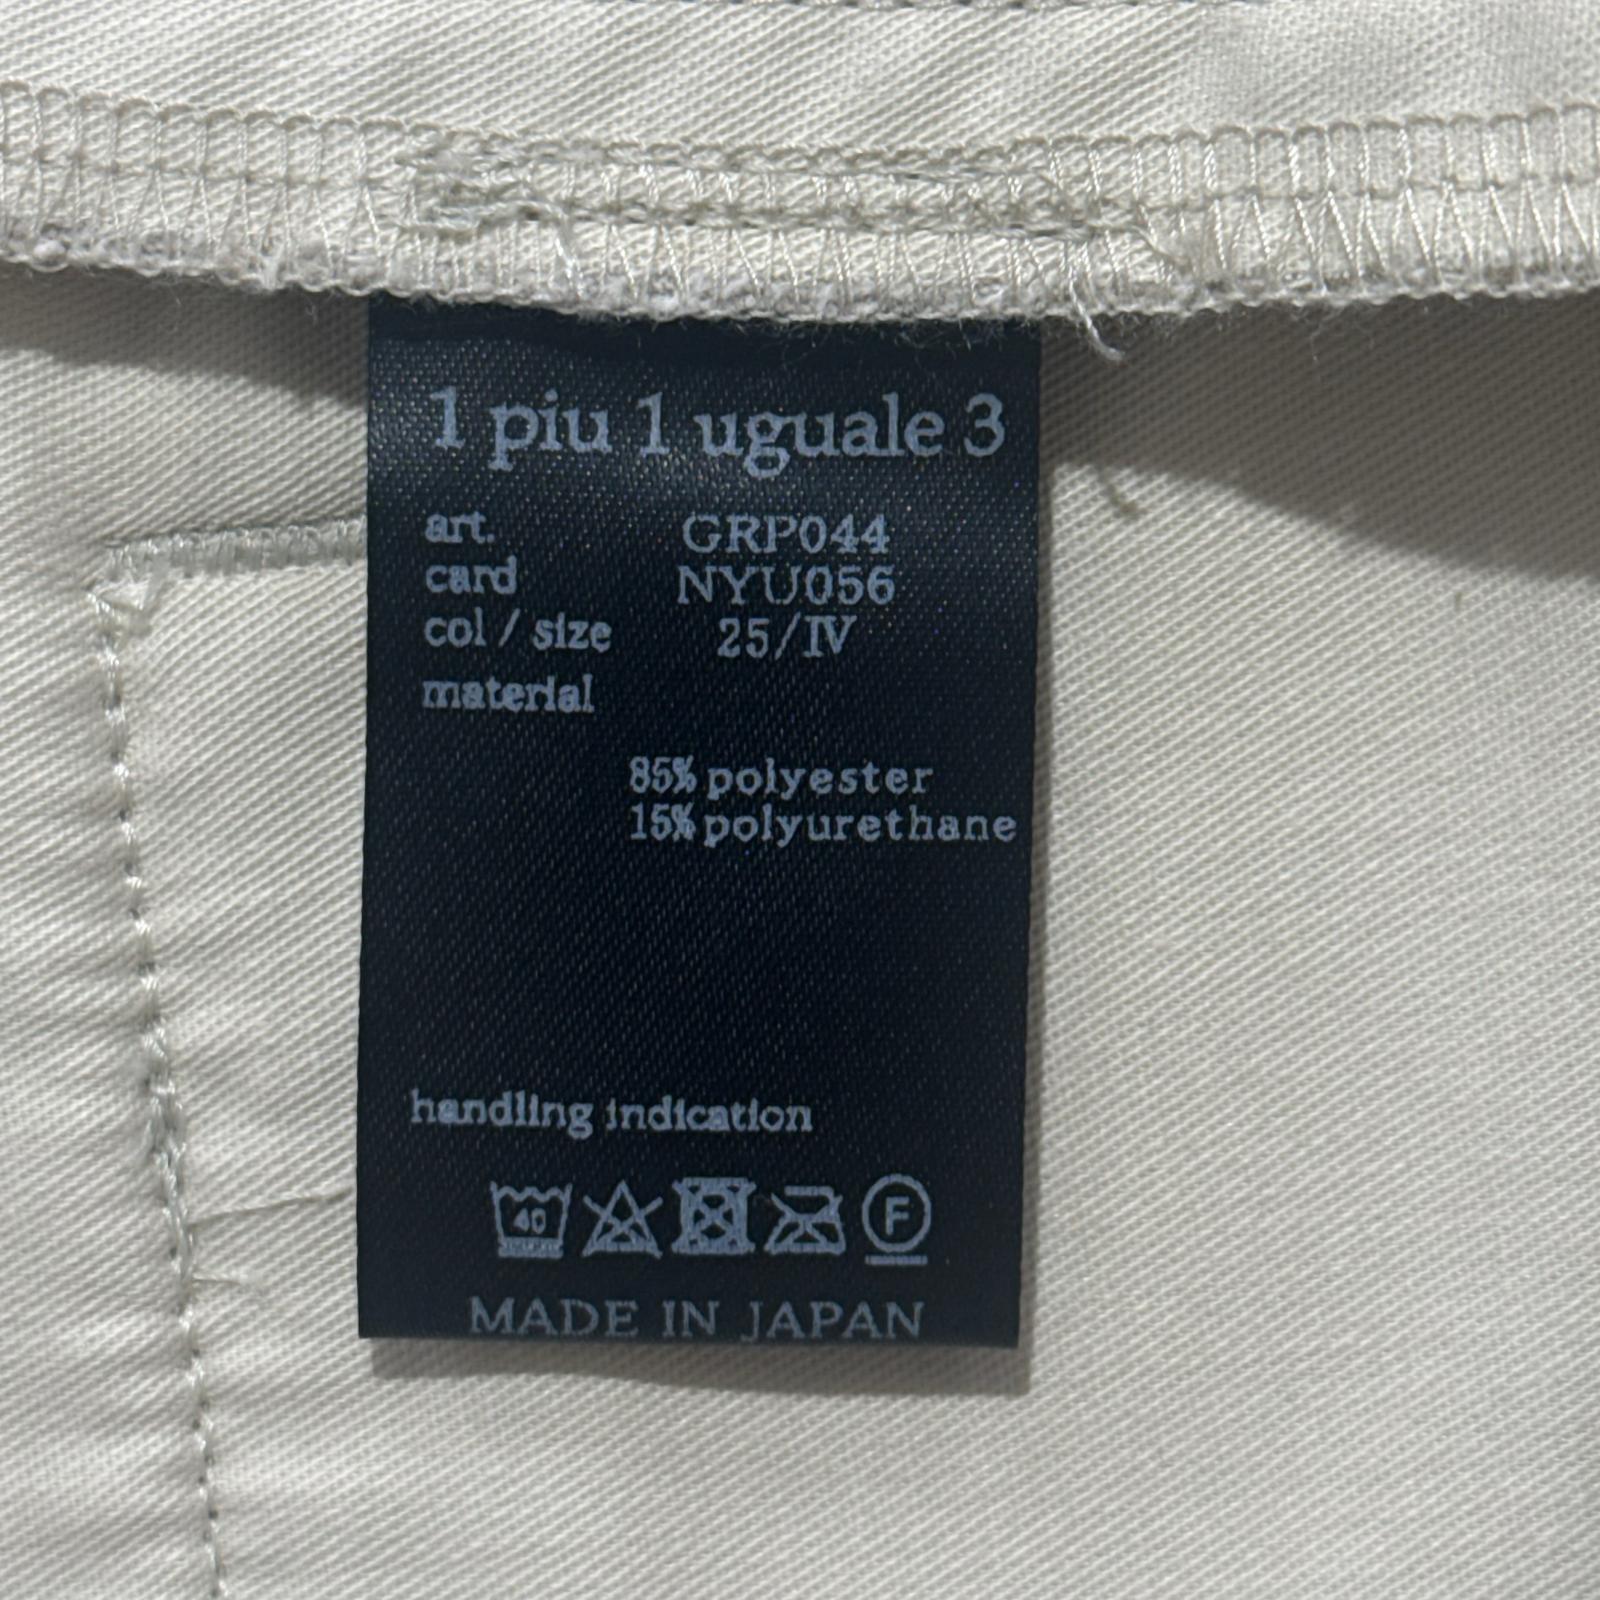 1 piu 1 uguale 3
art. GRP044
card NYU056
col / size 25/IV
material
85% polyester
15% polyurethane
handling indication
40 F
MADE IN JAPAN